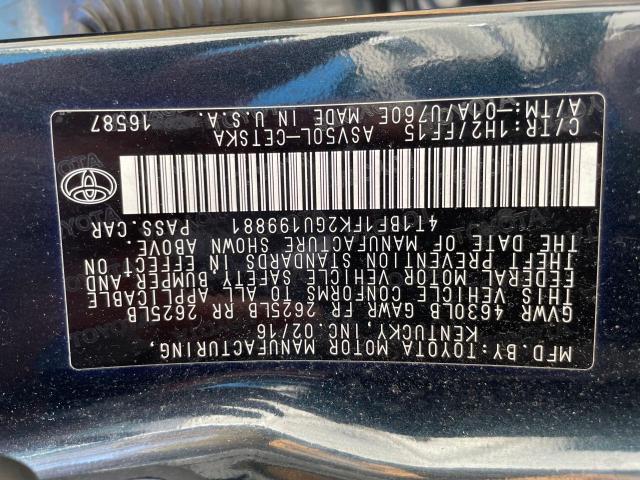 MFD.BY:TOYOTA MOTOR MANUFACTURING,
KENTUCKY, INC. 02/16
GVWR 4630LB GAWR FR 2625LB RR 2625LB
THIS VEHICLE CONFORMS TO ALL APPLICABLE
FEDERAL MOTOR VEHICLE SAFETY, BUMPER, AND
THEFT PREVENTION STANDARDS IN EFFECT ON
THE DATE OF MANUFACTURE SHOWN ABOVE.
4T1BF1FK2GU199881 PASS.CAR
C/TR:1H2/FF15 ASV50L-CETSKA
A/TM:-01A/U760E MADE IN U.S.A. 16587